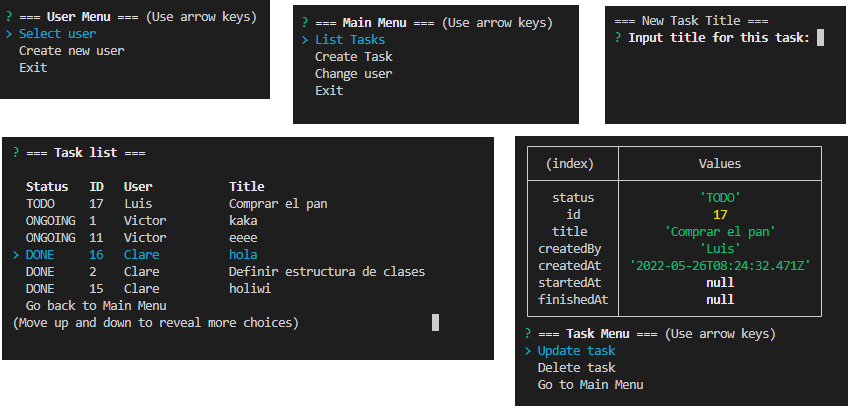 ? === User Menu === (Use arrow keys)
> Select user
Create new user
Exit
? === Main Menu === (Use arrow keys)
> List Tasks
Create Task
Change user
Exit
=== New Task Title ===
? Input title for this task:
? === Task list ===
Status ID User Title
TODO 17 Luis Comprar el pan
ONGOING 1 Victor kaka
ONGOING 11 Victor eeee
> DONE 16 Clare hola
DONE 2 Clare Definir estructura de clases
DONE 15 Clare holiwi
Go back to Main Menu
(Move up and down to reveal more choices)
(index) Values
status 'TODO'
id 17
title 'Comprar el pan'
createdBy 'Luis'
createdAt '2022-05-26T08:24:32.471Z'
startedAt null
finishedAt null
? === Task Menu === (Use arrow keys)
> Update task
Delete task
Go to Main Menu